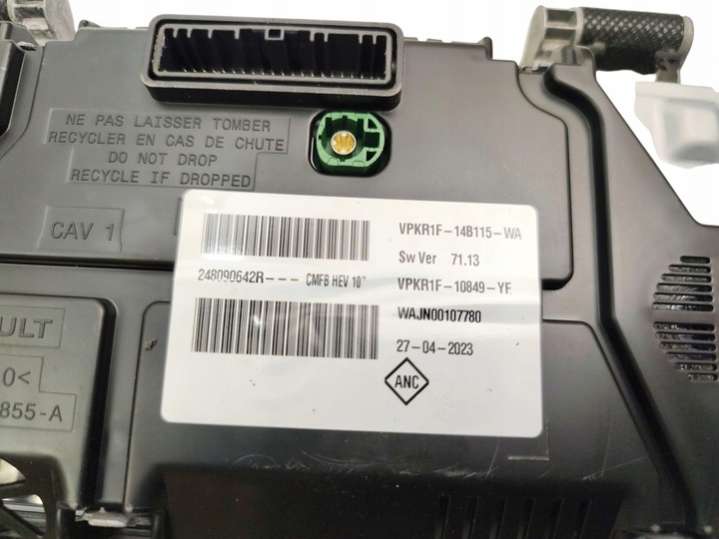 NE PAS LAISSER TOMBER
RECYCLER EN CAS DE CHUTE
DO NOT DROP
RECYCLE IF DROPPED
CAV 1
VPKR1F-14B115-WA
Sw Ver 71.13
248090642R--- CMFB HEV 10"
VPKR1F-10849-YF
WAJN00107780
27-04-2023
ANC
ULT
0<
855-A